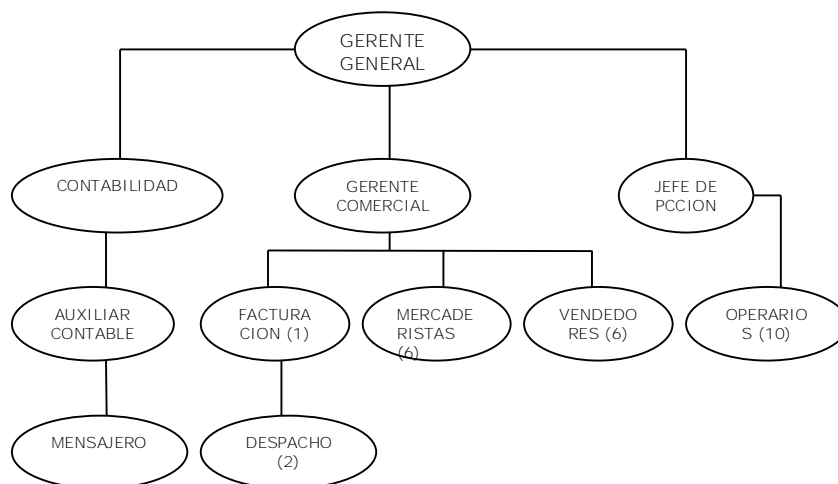 GERENTE
GENERAL
CONTABILIDAD
GERENTE
COMERCIAL
JEFE DE
PCCION
AUXILIAR
CONTABLE
FACTURA
CION (1)
MERCADE
RISTAS
(6)
VENDEDO
RES (6)
OPERARIO
S (10)
MENSAJERO
DESPACHO
(2)